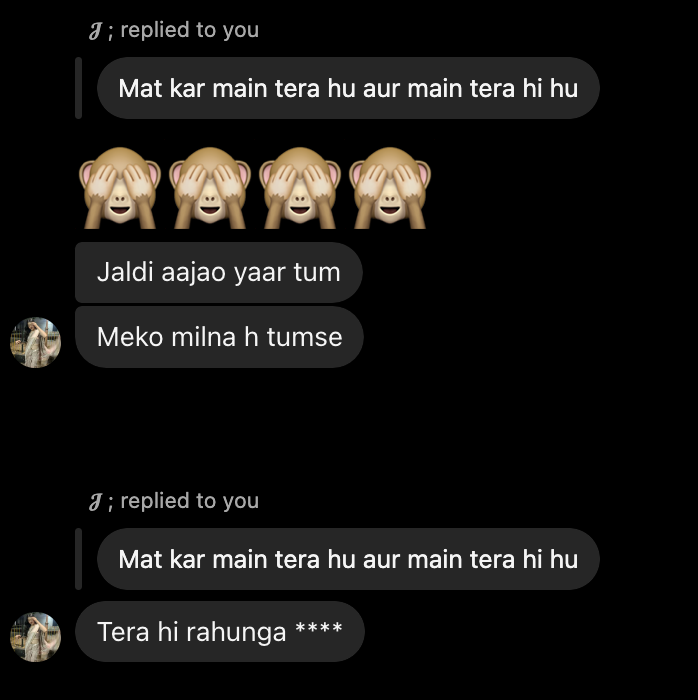 𝒥 ; replied to you
Mat kar main tera hu aur main tera hi hu
🙈🙈🙈🙈
Jaldi aajao yaar tum
Meko milna h tumse
𝒥 ; replied to you
Mat kar main tera hu aur main tera hi hu
Tera hi rahunga ****